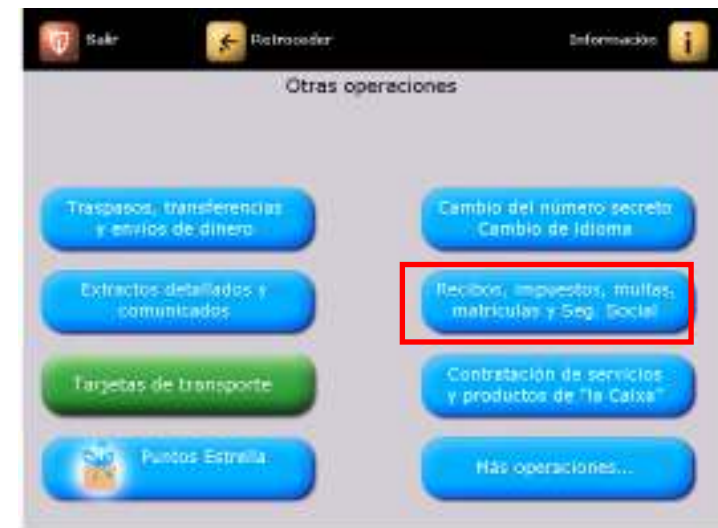 Salir
Retroceder
Información
Otras operaciones
Traspasos, transferencias
y envíos de dinero
Cambio del número secreto
Cambio de idioma
Extractos detallados y
comunicados
Recibos, impuestos, multas,
matrículas y Seg. Social
Tarjetas de transporte
Contratación de servicios
y productos de "la Caixa"
Puntos Estrella
Más operaciones...